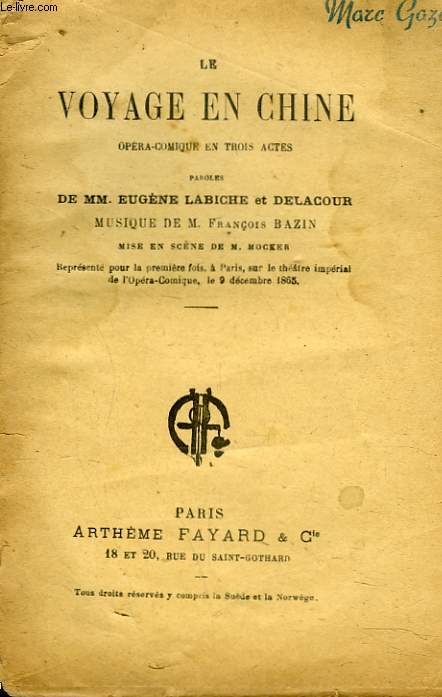 Le-livre.com
Marc
LE
VOYAGE EN CHINE
OPÉRA-COMIQUE EN TROIS ACTES
PAROLES
DE MM. EUGÈNE LABICHE et DELACOUR
MUSIQUE DE M. FRANÇOIS BAZIN
MISE EN SCÈNE DE M. MOCKER
Représenté pour la première fois, à Paris, sur le théâtre impérial
de l'Opéra-Comique, le 9 décembre 1865.
PARIS
ARTHÈME FAYARD & Cie
18 ET 20, RUE DU SAINT-GOTHARD
Tous droits réservés y compris la Suède et la Norwège.